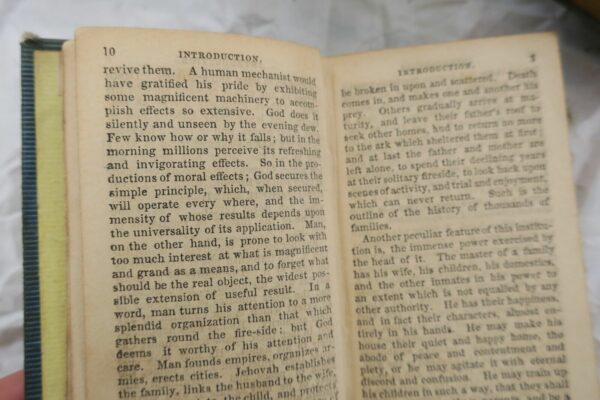 10
INTRODUCTION.
revive them. A human mechanist would
have gratified his pride by exhibiting
some magnificent machinery to accom-
plish effects so extensive. God does it
silently and unseen by the evening dew.
Few know how or why it falls; but in the
morning millions perceive its refreshing
and invigorating effects. So in the pro-
ductions of moral effects; God secures the
simple principle, which, when secured,
will operate every where, and the im-
mensity of whose results depends upon
the universality of its application. Man,
on the other hand, is prone to look with
too much interest at what is magnificent
and grand as a means, and to forget what
should be the real object, the widest pos-
sible extension of useful result. In a
word, man turns his attention to a more
splendid organization than that which
gathers round the fire-side; but God
deems it worthy of his attention and
care. Man founds empires, organizes ar-
mies, erects cities. Jehovah establishes
the family, links the husband to the wife,
to the child, and protects
INTRODUCTION.
be broken in upon and scattered. Death
comes in, and makes one and another his
prey. Others gradually arrive at ma-
turity, and leave their father's roof to
seek other homes, and to return no more
to the ark which sheltered them at first;
and at last the father and mother are
left alone, to spend their declining years
at their solitary fireside, to look back upon
scenes of activity, and trial and enjoyment,
which can never return. Such is the
outline of the history of thousands of
families.
Another peculiar feature of this institu-
tion is, the immense power exercised by
the head of it. The master of a family
has his wife, his children, his domestics,
and the other inmates in his power to
an extent which is not equalled by any
other authority. He has their happiness,
and in fact their characters, almost en-
tirely in his hands. He may make his
house their quiet and happy home, the
abode of peace and contentment and
piety, or he may agitate it with eternal
discord and confusion. He may train up
his children in such a way, that they shall
parents, and be a